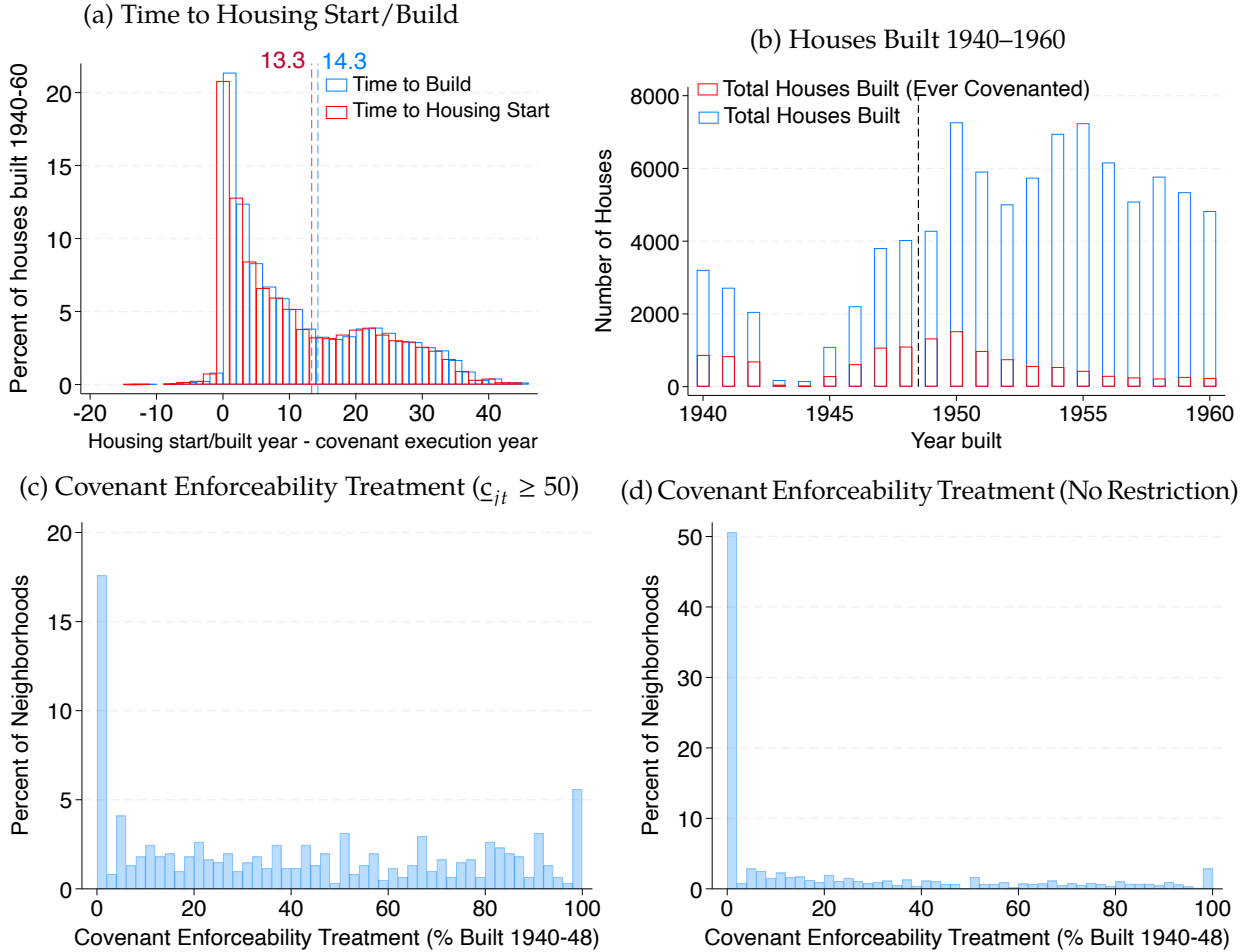 (a) Time to Housing Start/Build
13.3 14.3
Time to Build
Time to Housing Start
Percent of houses built 1940-60
20
15
10
5
0
-20 -10 0 10 20 30 40
Housing start/built year - covenant execution year
(b) Houses Built 1940–1960
Total Houses Built (Ever Covenanted)
Total Houses Built
Number of Houses
8000
6000
4000
2000
0
1940 1945 1950 1955 1960
Year built
(c) Covenant Enforceability Treatment (c̲jt ≥ 50)
Percent of Neighborhoods
20
15
10
5
0
0 20 40 60 80 100
Covenant Enforceability Treatment (% Built 1940-48)
(d) Covenant Enforceability Treatment (No Restriction)
Percent of Neighborhoods
50
40
30
20
10
0
0 20 40 60 80 100
Covenant Enforceability Treatment (% Built 1940-48)